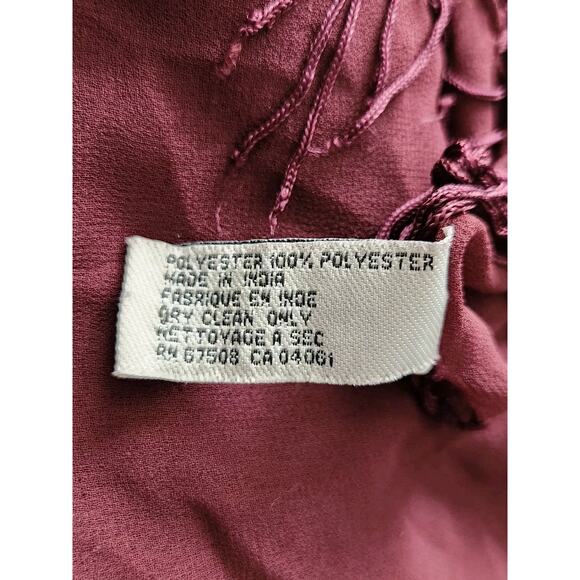 POLYESTER 100% POLYESTER
MADE IN INDIA
FABRIQUE EN INDE
DRY CLEAN ONLY
NETTOYAGE A SEC
RN 67508 CA 04061